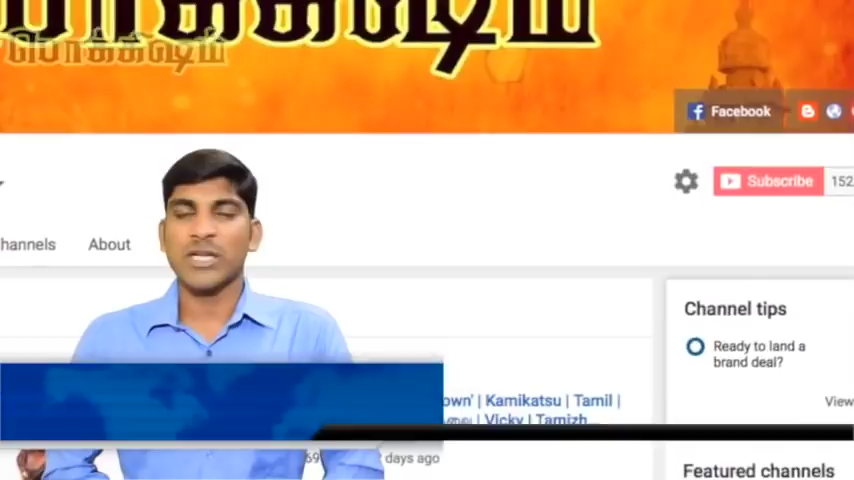 பொக்கிஷம்
Facebook
Subscribe 152
hannels About
Channel tips
Ready to land a
brand deal?
own' | Kamikatsu | Tamil |
| Vicky | Tamizh
View
days ago
Featured channels